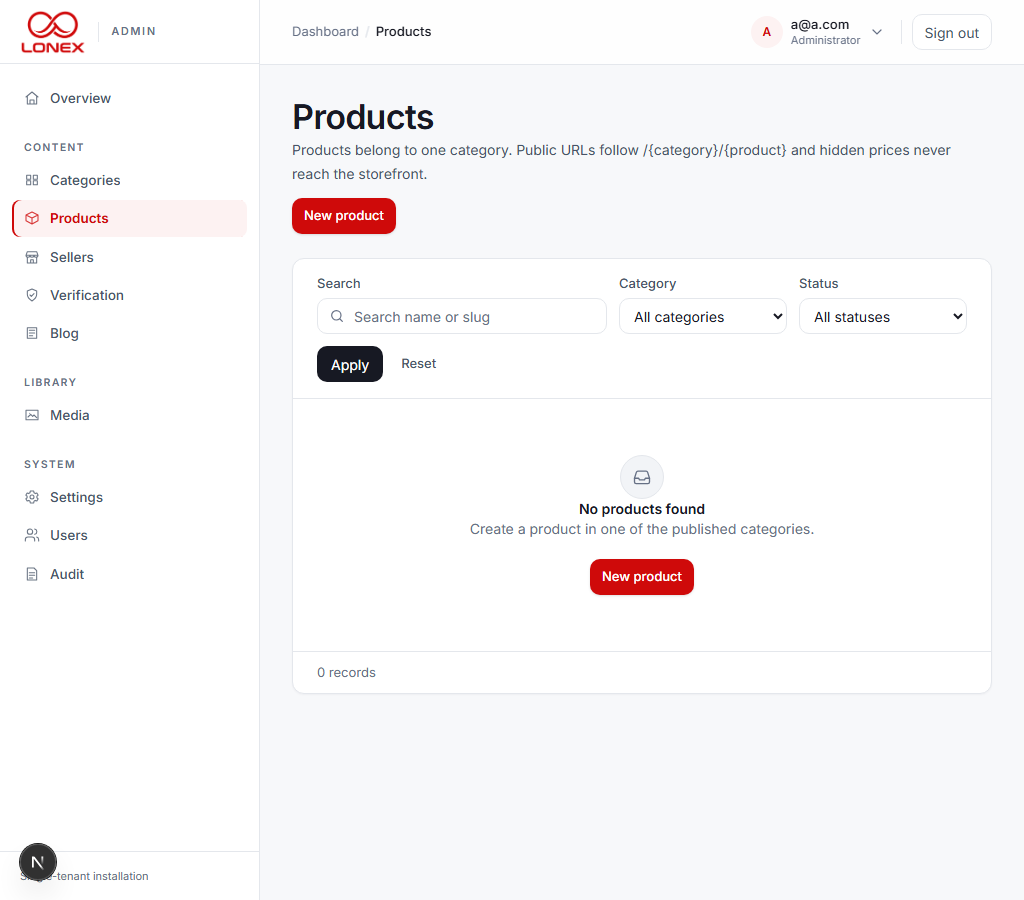 LONEX
ADMIN
Dashboard / Products
A
a@a.com
Administrator
Sign out
Overview
CONTENT
Categories
Products
Sellers
Verification
Blog
LIBRARY
Media
SYSTEM
Settings
Users
Audit
N
-tenant installation
Products
Products belong to one category. Public URLs follow /{category}/{product} and hidden prices never
reach the storefront.
New product
Search
Category
Status
Search name or slug
All categories
All statuses
Apply
Reset
No products found
Create a product in one of the published categories.
New product
0 records